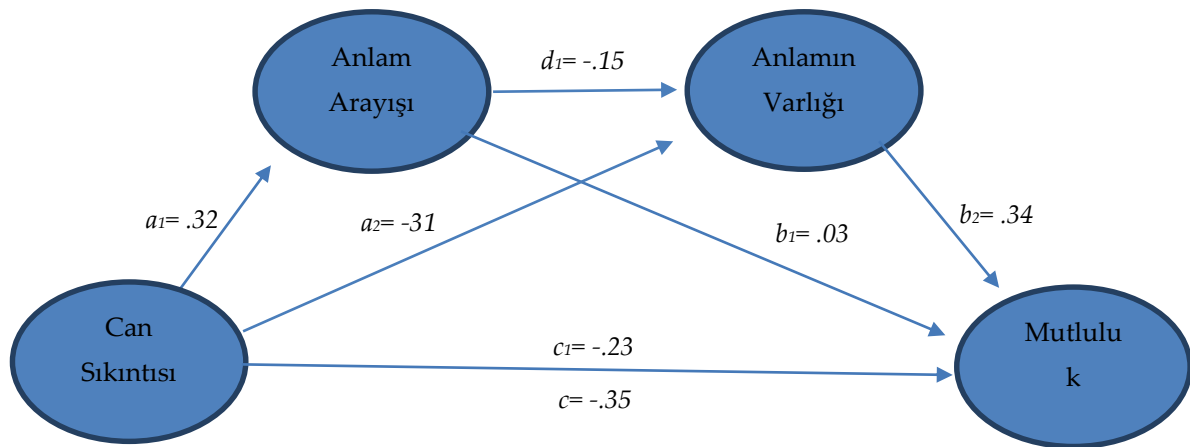 Anlam
Arayışı
d1= -.15
Anlamın
Varlığı
a1= .32
a2= -31
b1= .03
b2= .34
Can
Sıkıntısı
c1= -.23
c= -.35
Mutlulu
k